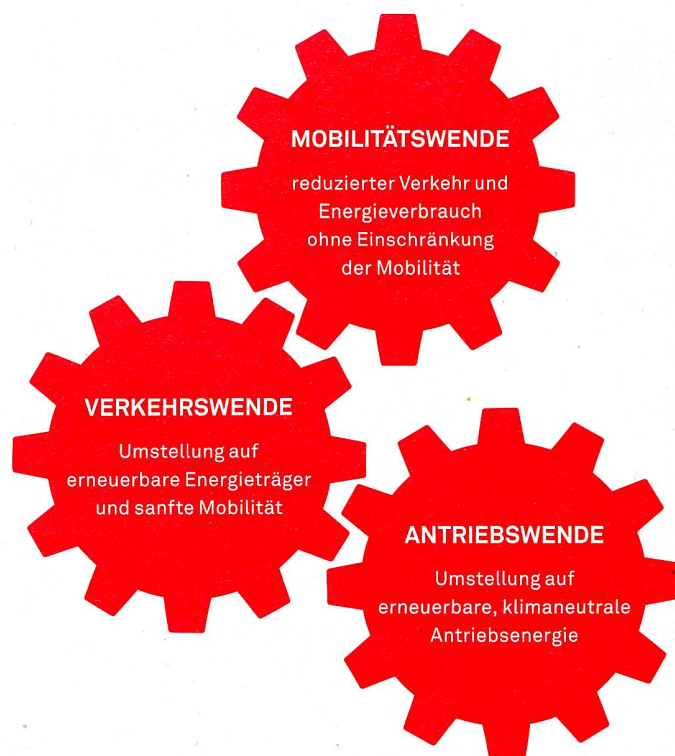 MOBILITÄTSWENDE
reduzierter Verkehr und
Energieverbrauch
ohne Einschränkung
der Mobilität
VERKEHRSWENDE
Umstellung auf
erneuerbare Energieträger
und sanfte Mobilität
ANTRIEBSWENDE
Umstellung auf
erneuerbare, klimaneutrale
Antriebsenergie